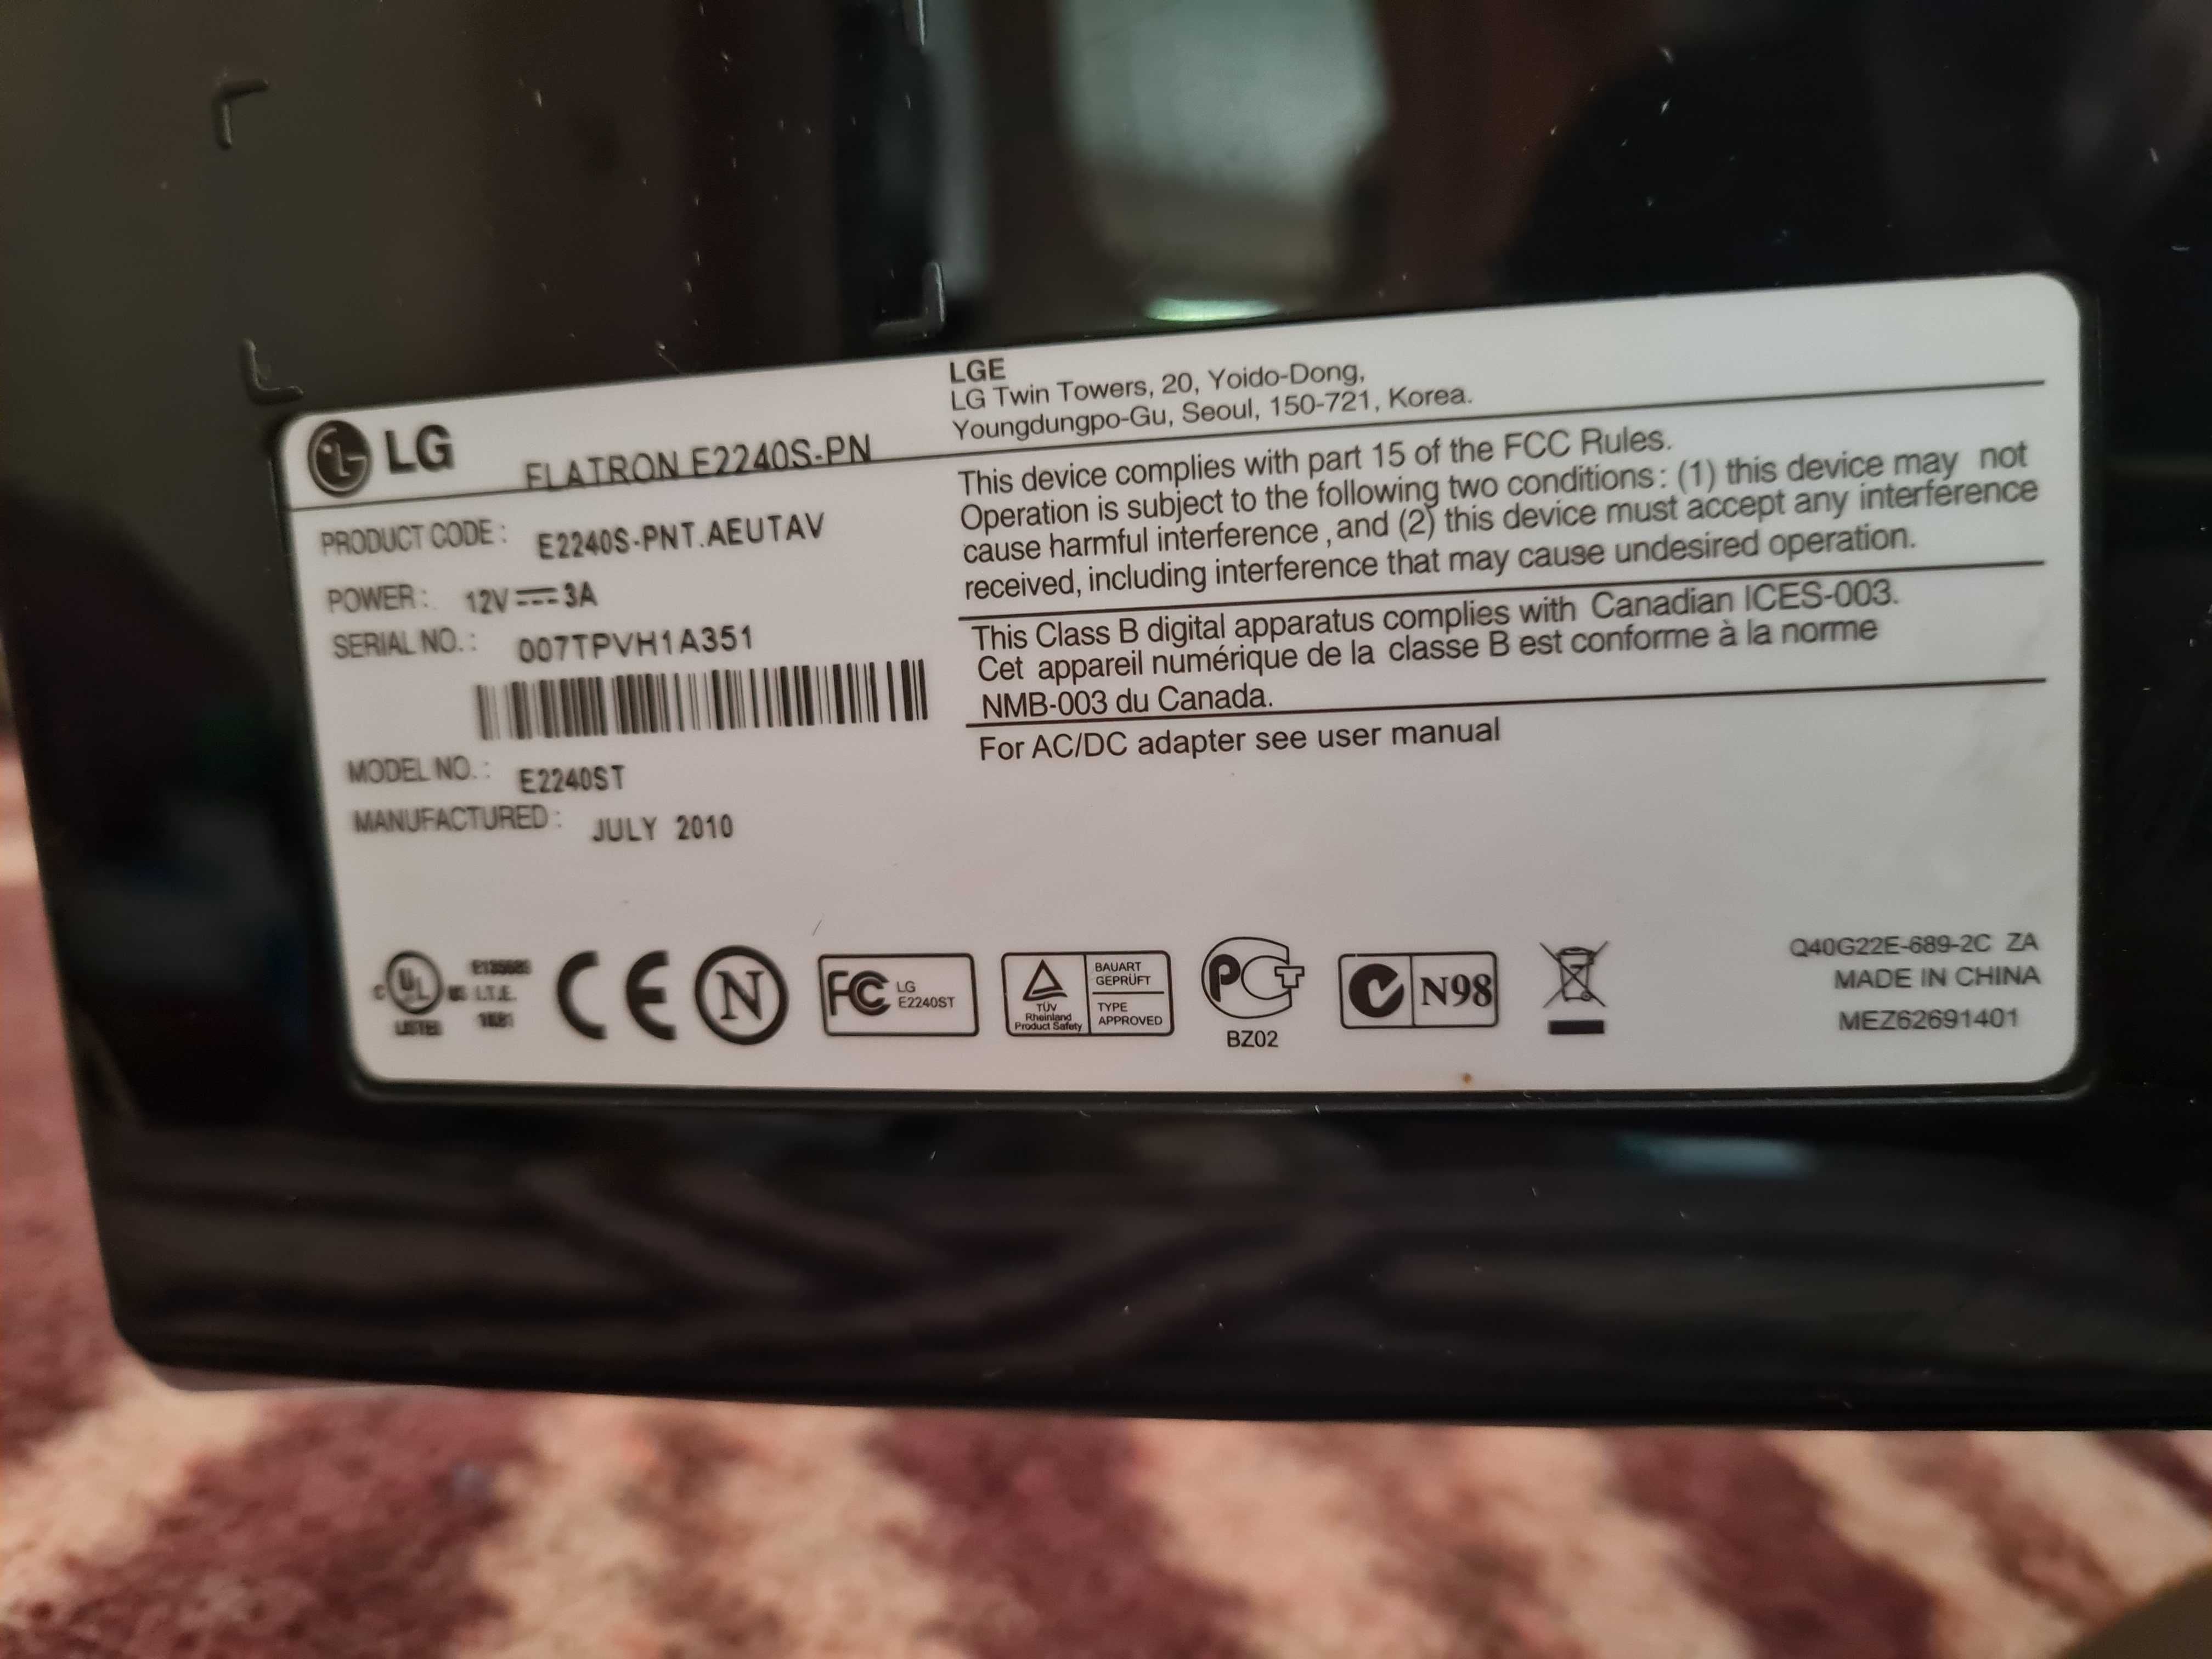 LG
FLATRON E2240S-PN
PRODUCT CODE : E2240S-PNT.AEUTAV
POWER : 12V 3A
SERIAL NO. : 007TPVH1A351
MODEL NO. : E2240ST
MANUFACTURED : JULY 2010
LGE
LG Twin Towers, 20, Yoido-Dong,
Youngdungpo-Gu, Seoul, 150-721, Korea.
This device complies with part 15 of the FCC Rules.
Operation is subject to the following two conditions: (1) this device may not
cause harmful interference, and (2) this device must accept any interference
received, including interference that may cause undesired operation.
This Class B digital apparatus complies with Canadian ICES-003.
Cet appareil numérique de la classe B est conforme à la norme
NMB-003 du Canada.
For AC/DC adapter see user manual
C UL US
LISTED
I.T.E.
CE
N
FC LG
E2240ST
TÜV
Rheinland
Product Safety
BAUART
GEPRÜFT
TYPE
APPROVED
PCT
BZ02
N98
Q40G22E-689-2C ZA
MADE IN CHINA
MEZ62691401